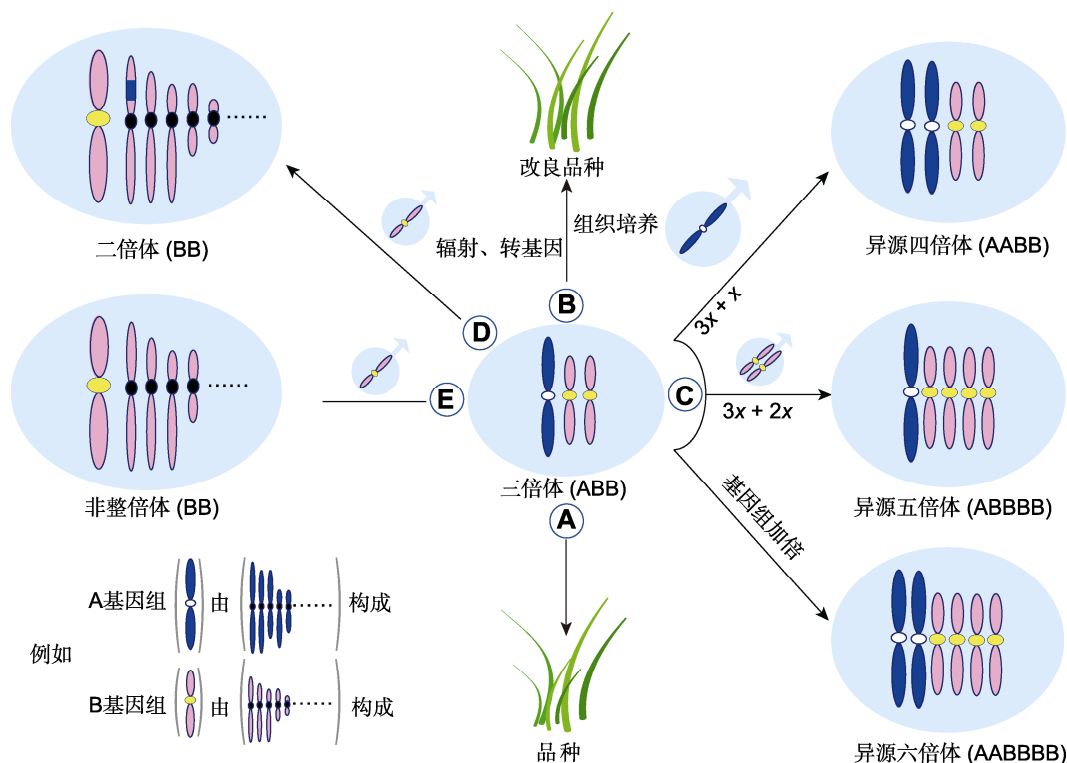 改良品种
二倍体 (BB)
辐射、转基因
组织培养
异源四倍体 (AABB)
3x + x
D
B
E
C
3x + 2x
非整倍体 (BB)
三倍体 (ABB)
A
异源五倍体 (ABBBB)
基因组加倍
例如
A基因组
由
······
构成
B基因组
由
······
构成
品种
异源六倍体 (AABBBB)